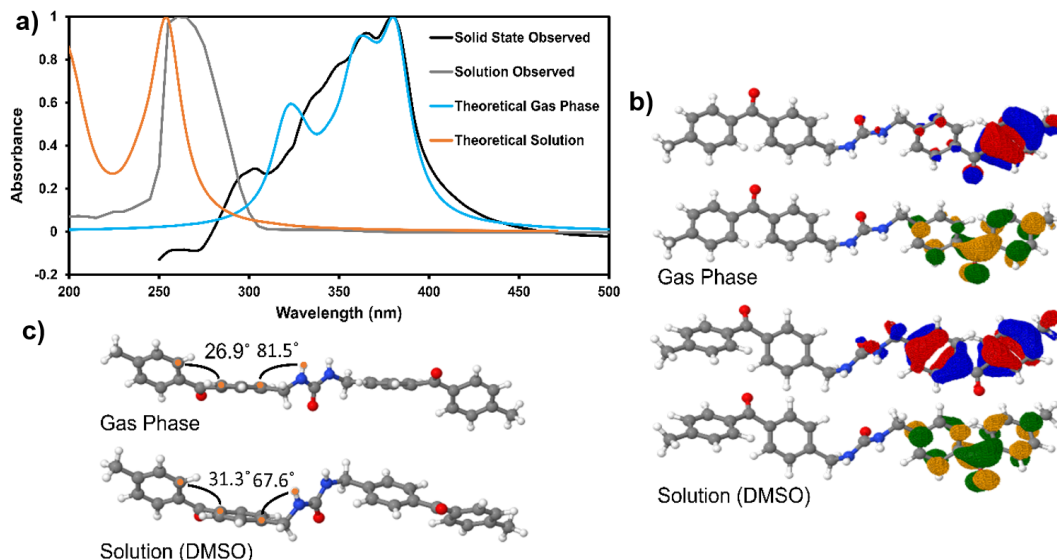 a)
1
0.8
0.6
0.4
0.2
0
-0.2
Absorbance
200 250 300 350 400 450 500
Wavelength (nm)
Solid State Observed
Solution Observed
Theoretical Gas Phase
Theoretical Solution
b)
Gas Phase
Solution (DMSO)
c)
26.9° 81.5°
Gas Phase
31.3° 67.6°
Solution (DMSO)